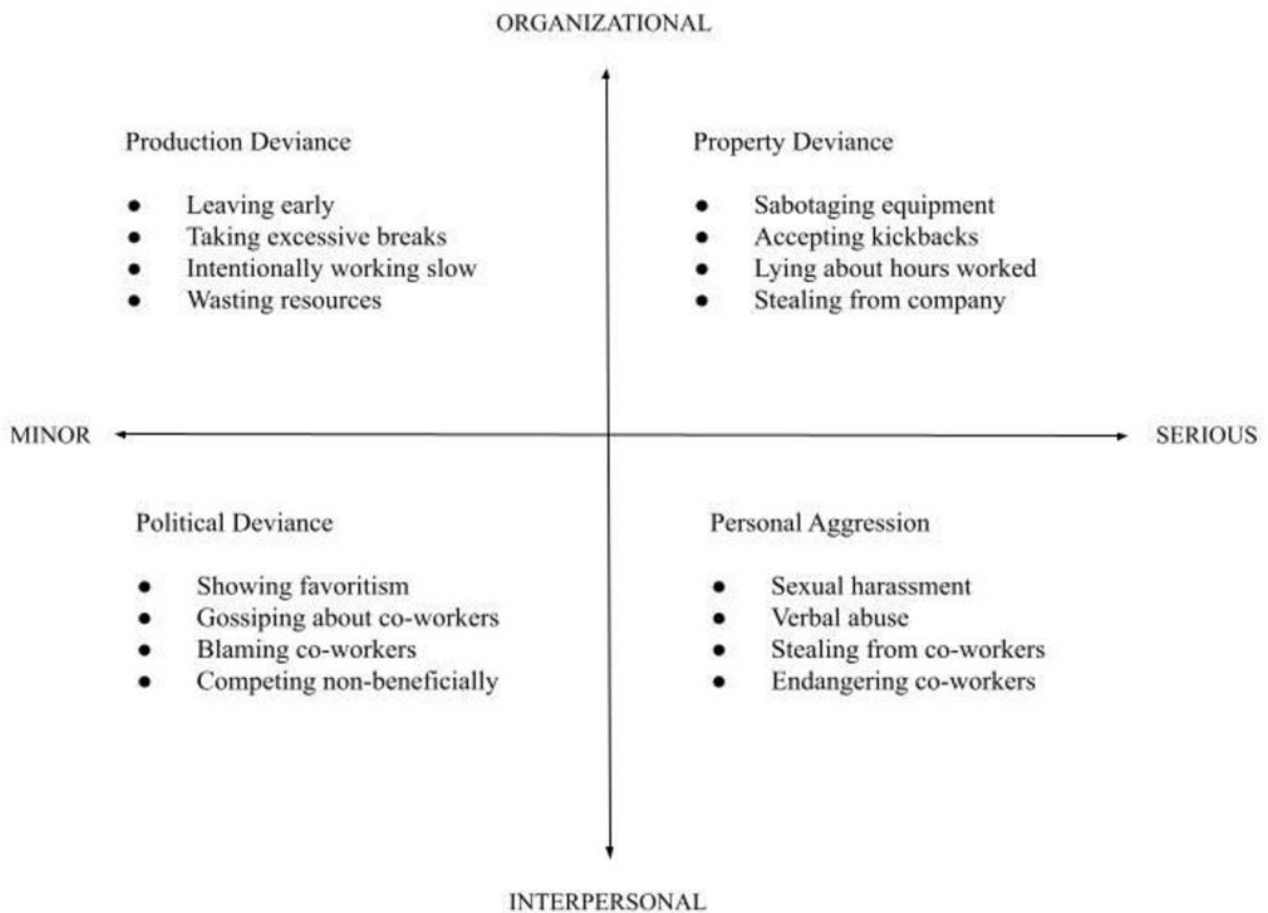 ORGANIZATIONAL
Production Deviance
● Leaving early
● Taking excessive breaks
● Intentionally working slow
● Wasting resources
Property Deviance
● Sabotaging equipment
● Accepting kickbacks
● Lying about hours worked
● Stealing from company
MINOR
SERIOUS
Political Deviance
● Showing favoritism
● Gossiping about co-workers
● Blaming co-workers
● Competing non-beneficially
Personal Aggression
● Sexual harassment
● Verbal abuse
● Stealing from co-workers
● Endangering co-workers
INTERPERSONAL